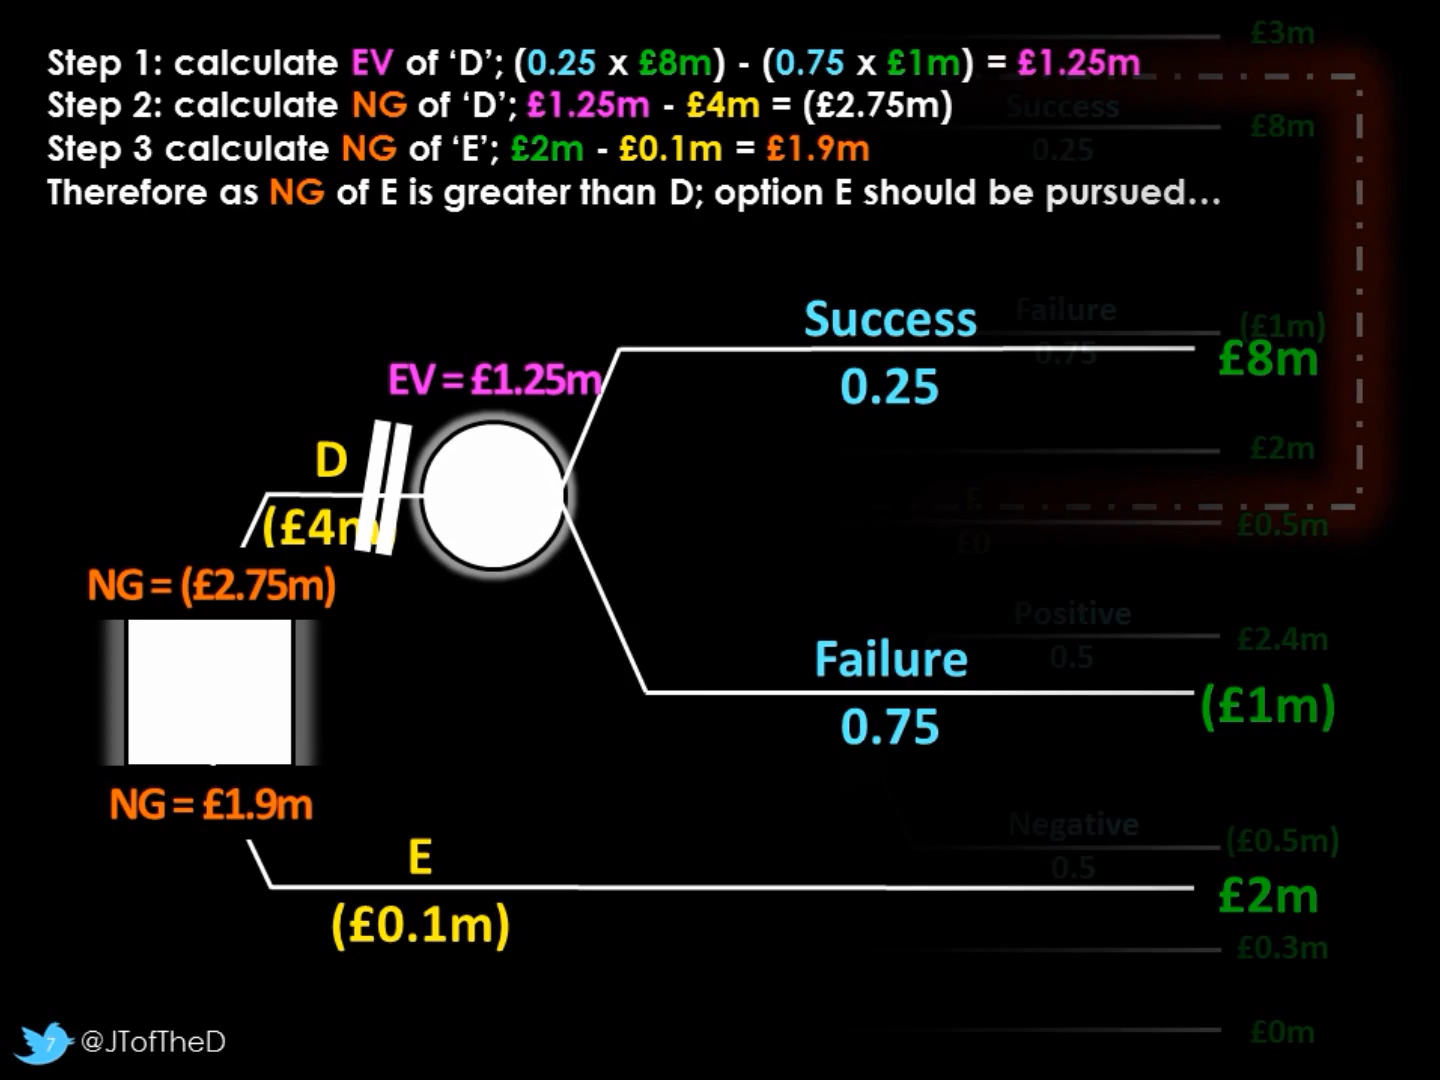 Step 1: calculate EV of ‘D’; (0.25 x £8m) - (0.75 x £1m) = £1.25m
Step 2: calculate NG of ‘D’; £1.25m - £4m = (£2.75m)
Step 3 calculate NG of ‘E’; £2m - £0.1m = £1.9m
Therefore as NG of E is greater than D; option E should be pursued...
£3m
Success
£8m
0.25
Failure
(£1m)
0.75
Success
£8m
0.25
EV = £1.25m
D
(£4m
£2m
E
£0
£0.5m
NG = (£2.75m)
Positive
£2.4m
0.5
Failure
(£1m)
0.75
NG = £1.9m
Negative
(£0.5m)
0.5
E
£2m
(£0.1m)
£0.3m
£0m
7 @JTofTheD